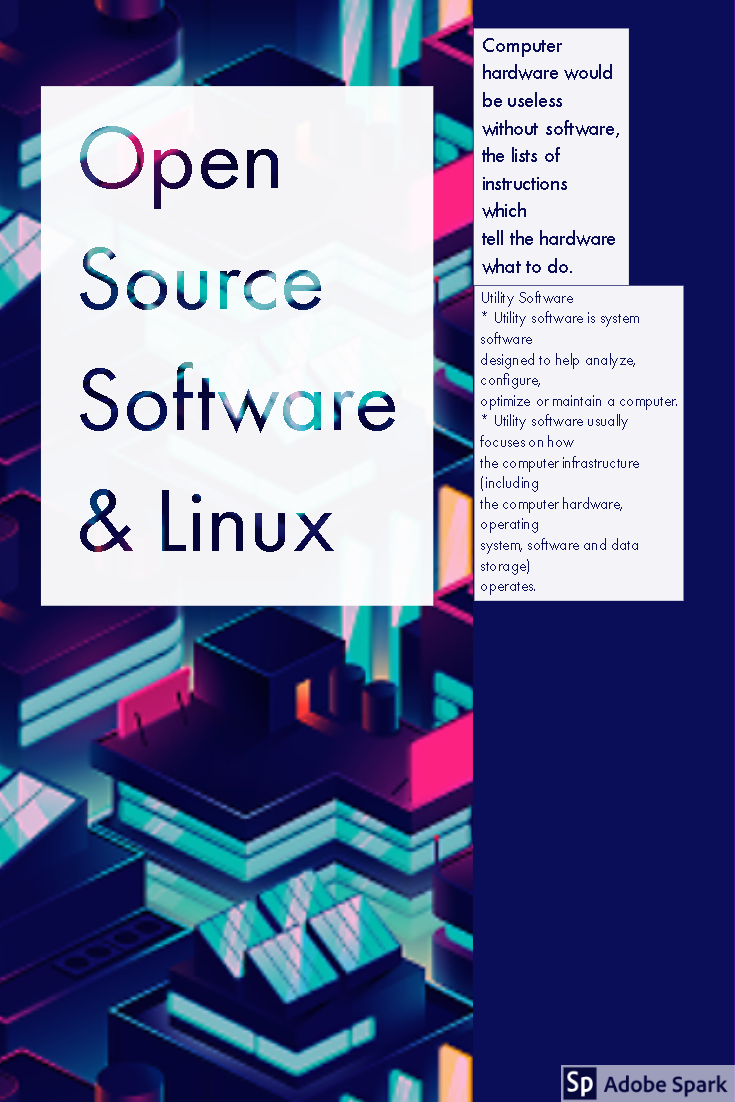 Open
Source
Software
& Linux
Computer
hardware would
be useless
without software,
the lists of
instructions
which
tell the hardware
what to do.
Utility Software
* Utility software is system
software
designed to help analyze,
configure,
optimize or maintain a computer.
* Utility software usually
focuses on how
the computer infrastructure
(including
the computer hardware,
operating
system, software and data
storage)
operates.
Sp Adobe Spark